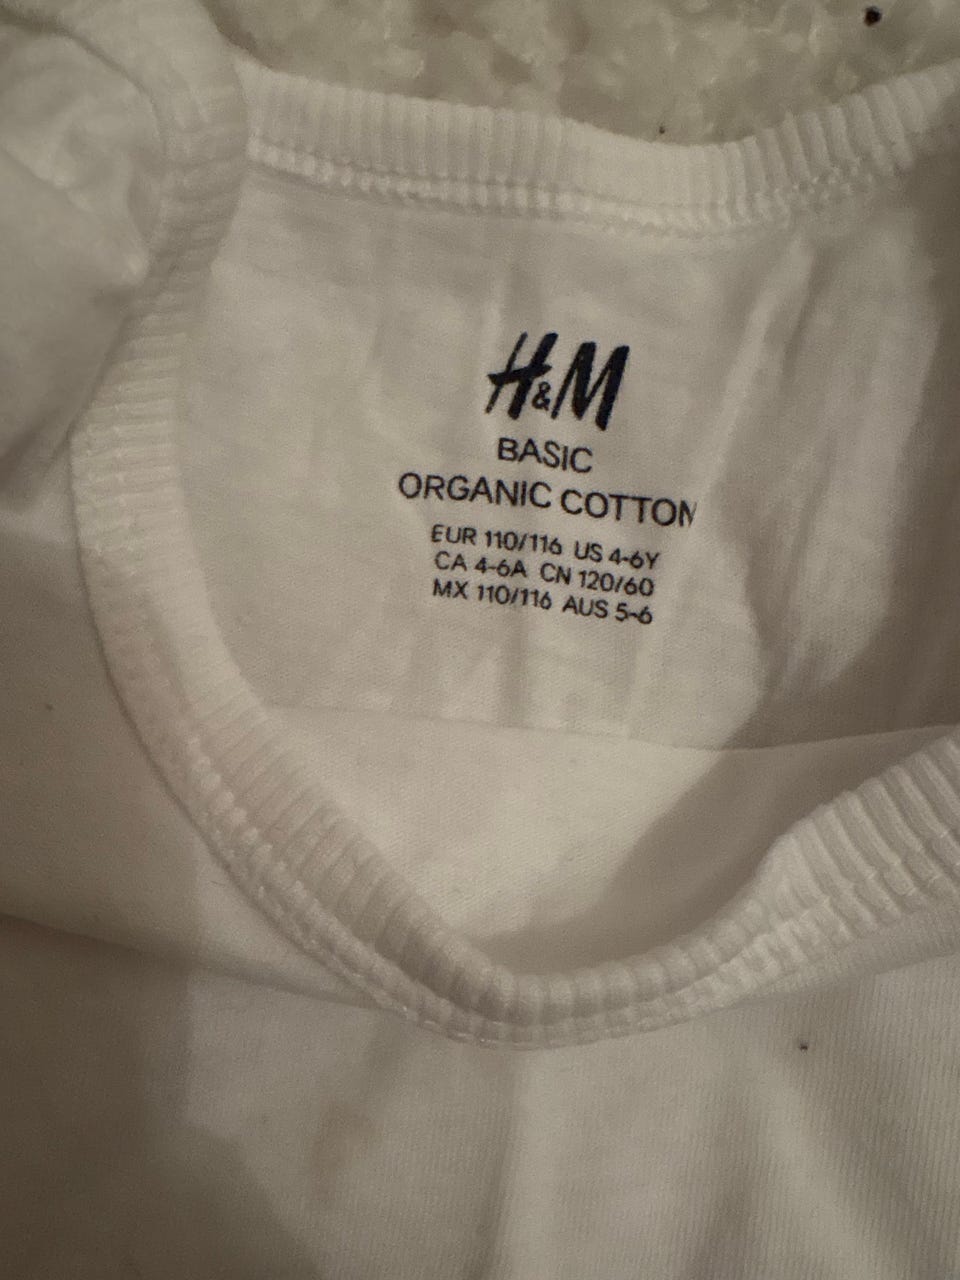 H&M
BASIC
ORGANIC COTTON
EUR 110/116 US 4-6Y
CA 4-6A CN 120/60
MX 110/116 AUS 5-6